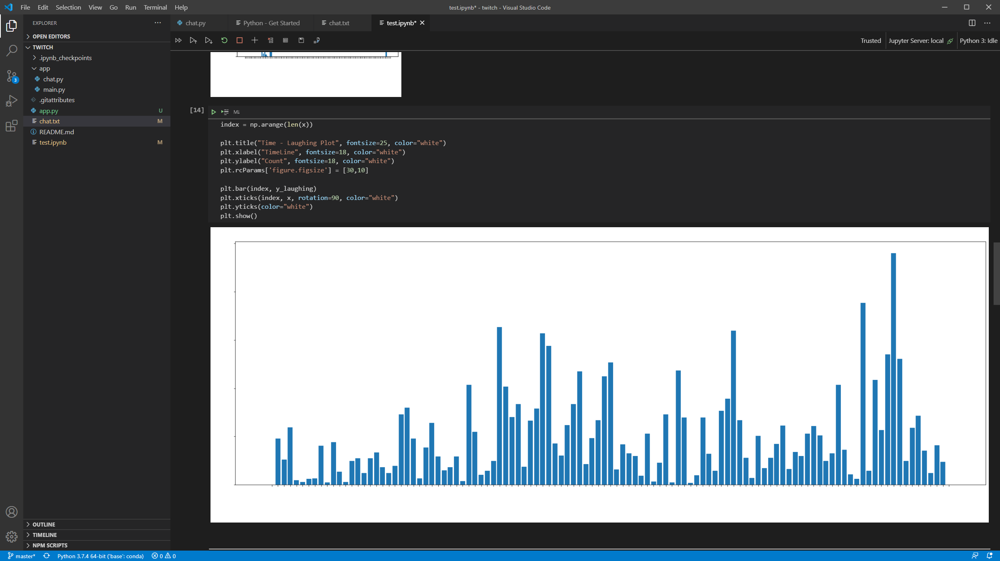 File Edit Selection View Go Run Terminal Help
test.ipynb* - twitch - Visual Studio Code
EXPLORER
chat.py
Python - Get Started
chat.txt
test.ipynb*
OPEN EDITORS
TWITCH
.ipynb_checkpoints
app
chat.py
main.py
.gitattributes
app.py U
chat.txt M
README.md
test.ipynb M
3
Trusted
Jupyter Server: local
Python 3: Idle
[14]
M↓
index = np.arange(len(x))
plt.title("Time - Laughing Plot", fontsize=25, color="white")
plt.xlabel("TimeLine", fontsize=18, color="white")
plt.ylabel("Count", fontsize=18, color="white")
plt.rcParams['figure.figsize'] = [30,10]
plt.bar(index, y_laughing)
plt.xticks(index, x, rotation=90, color="white")
plt.yticks(color="white")
plt.show()
OUTLINE
TIMELINE
NPM SCRIPTS
master*
Python 3.7.4 64-bit ('base': conda)
0
0